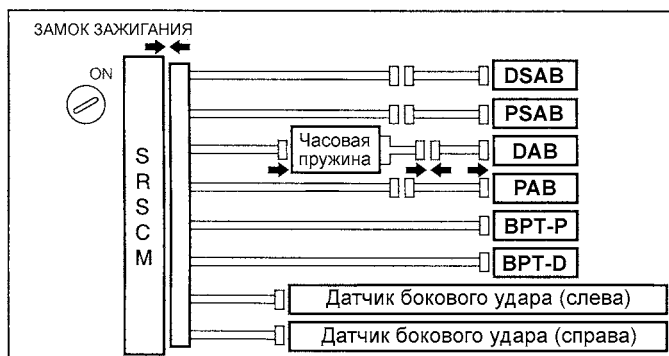 ЗАМОК ЗАЖИГАНИЯ
ON
SRSCM
DSAB
PSAB
Часовая
пружина
DAB
PAB
BPT-P
BPT-D
Датчик бокового удара (слева)
Датчик бокового удара (справа)